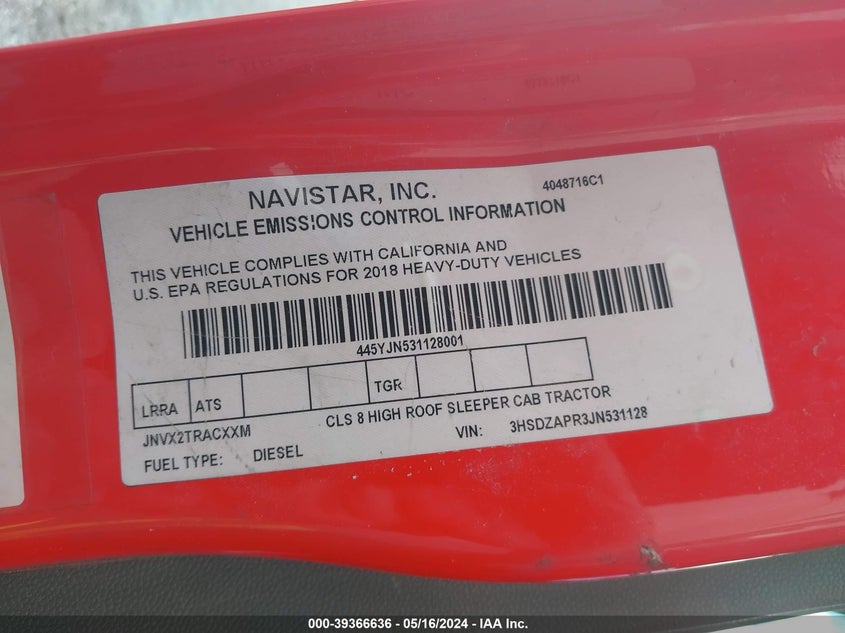 NAVISTAR, INC.
4048716C1
VEHICLE EMISSIONS CONTROL INFORMATION
THIS VEHICLE COMPLIES WITH CALIFORNIA AND
U.S. EPA REGULATIONS FOR 2018 HEAVY-DUTY VEHICLES
445YJN531128001
LRRA ATS TGR
JNVX2TRACXXM CLS 8 HIGH ROOF SLEEPER CAB TRACTOR
FUEL TYPE: DIESEL VIN: 3HSDZAPR3JN531128
000-39366636 - 05/16/2024 - IAA Inc.